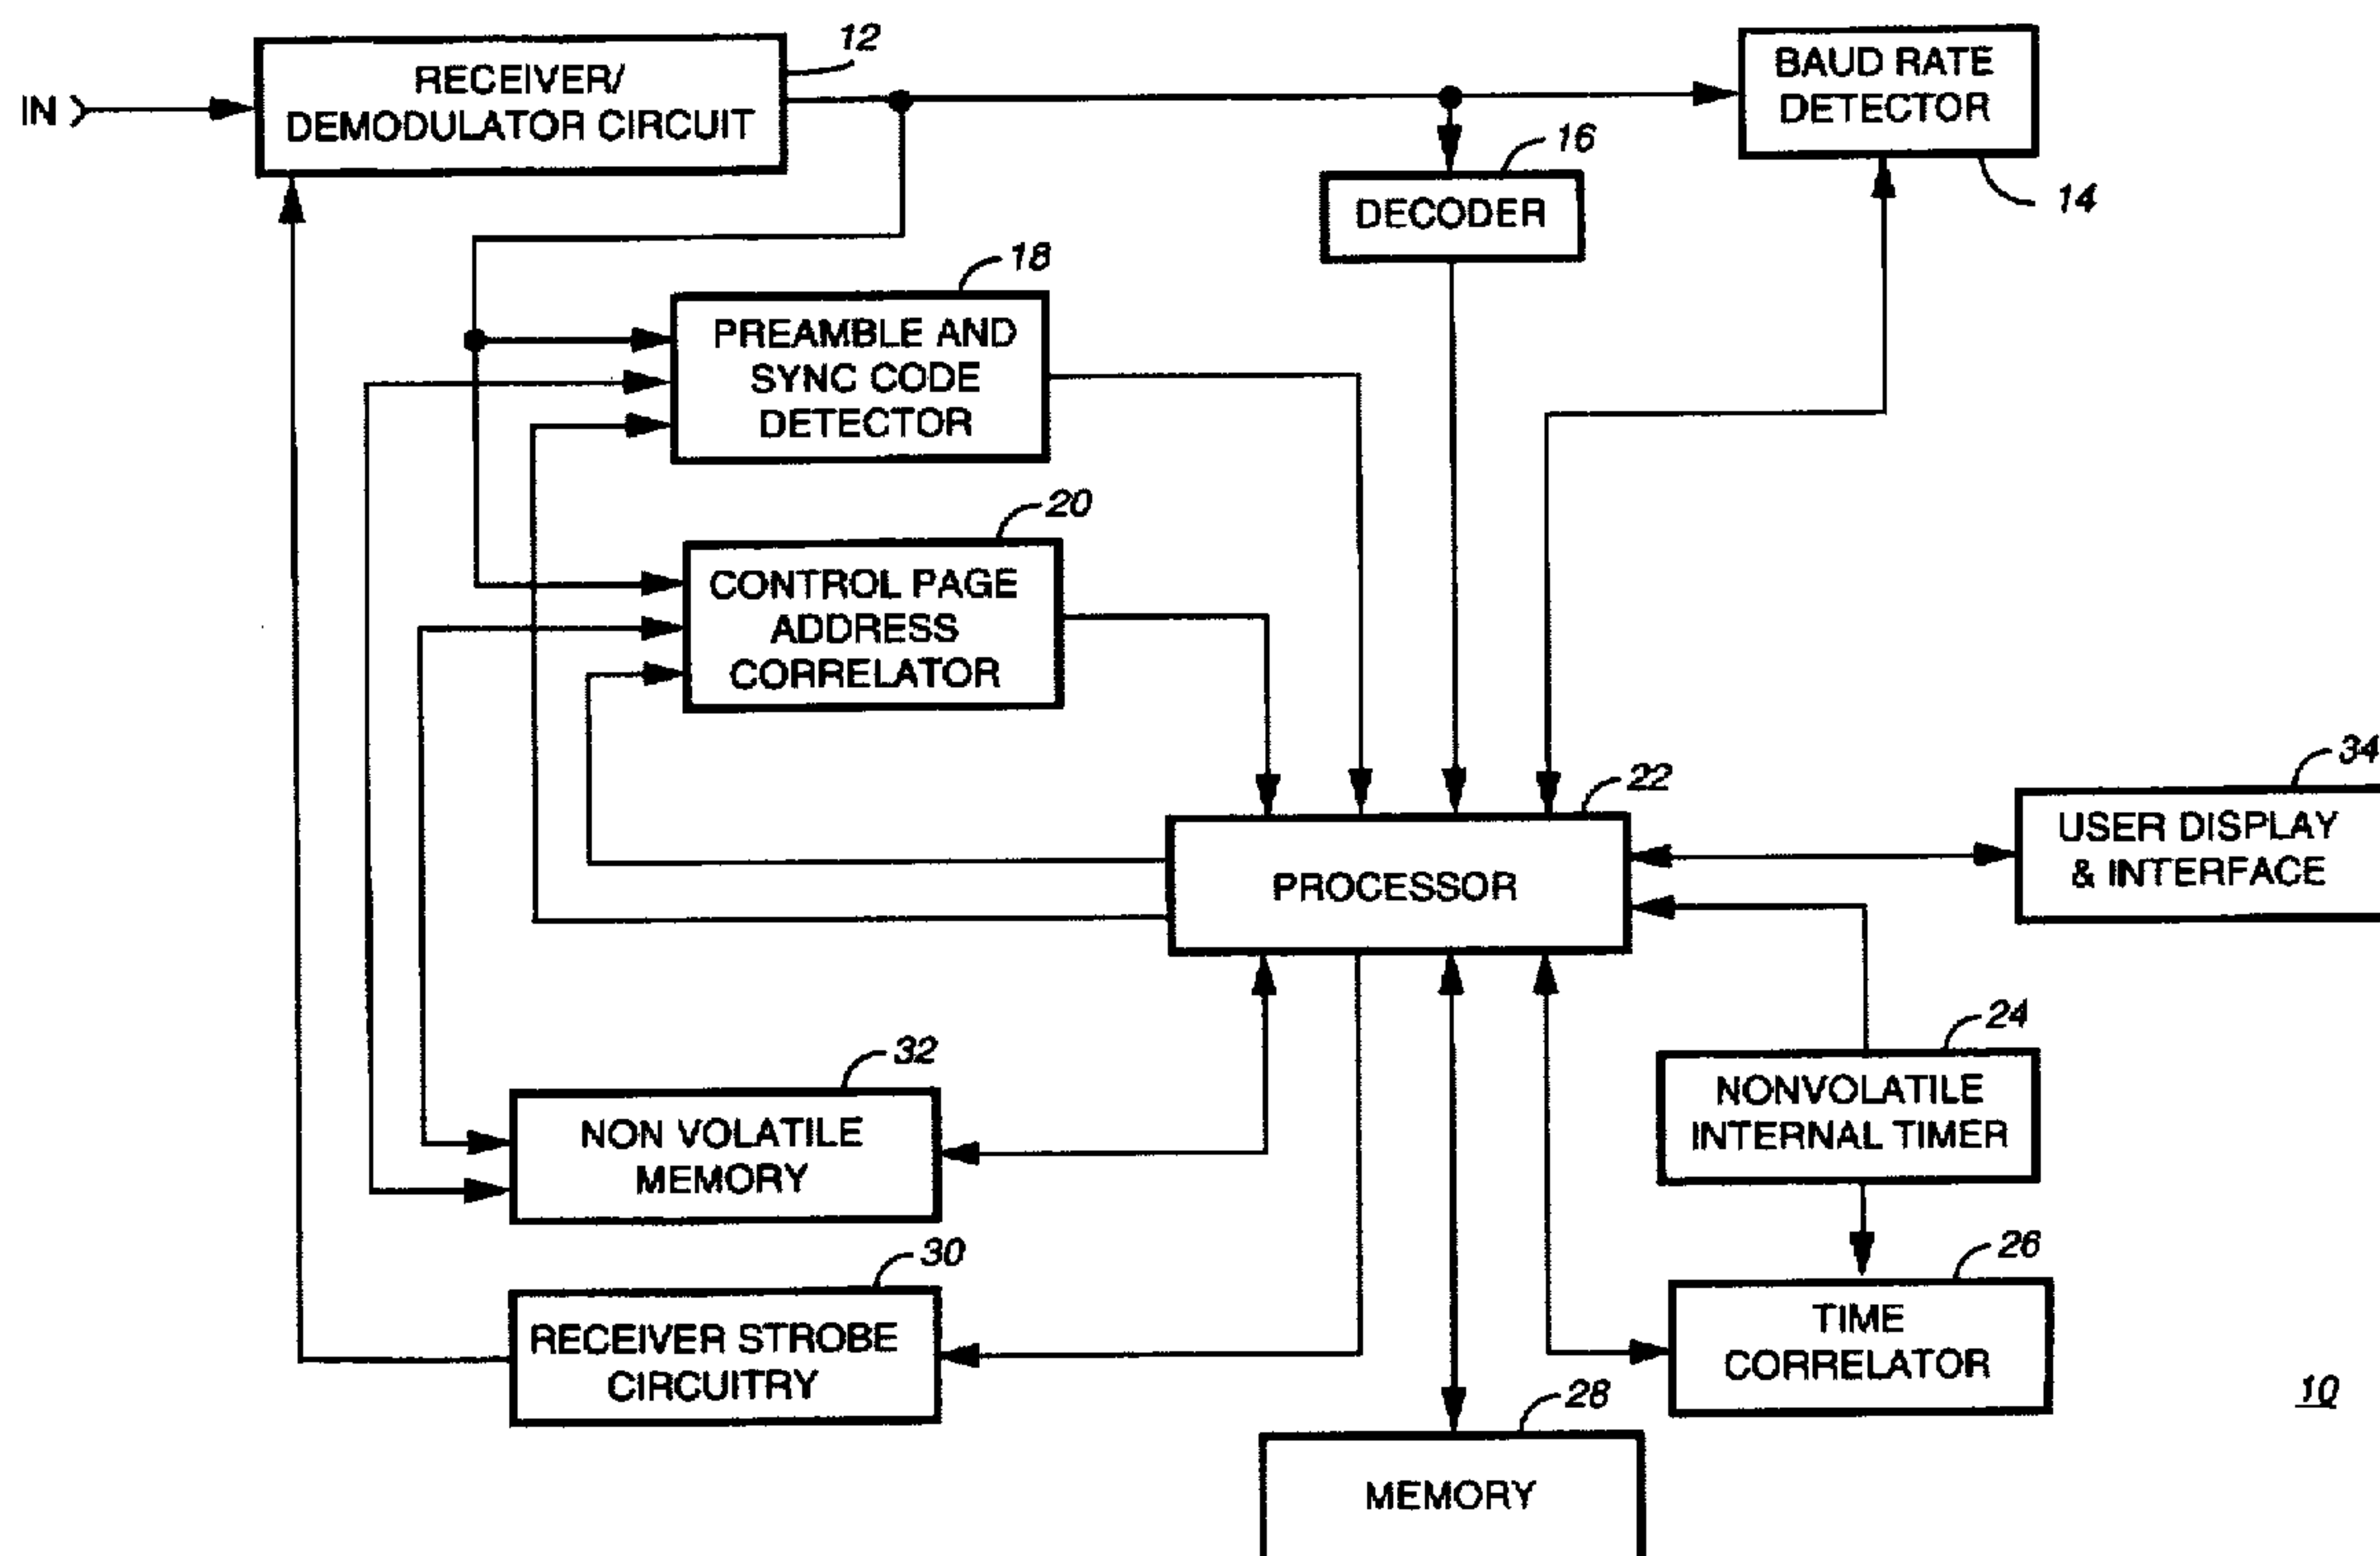 12
IN
RECEIVER/
DEMODULATOR CIRCUIT
BAUD RATE
DETECTOR
14
16
DECODER
18
PREAMBLE AND
SYNC CODE
DETECTOR
20
CONTROL PAGE
ADDRESS
CORRELATOR
22
PROCESSOR
34
USER DISPLAY
& INTERFACE
24
NONVOLATILE
INTERNAL TIMER
32
NON VOLATILE
MEMORY
26
TIME
CORRELATOR
30
RECEIVER STROBE
CIRCUITRY
28
MEMORY
10